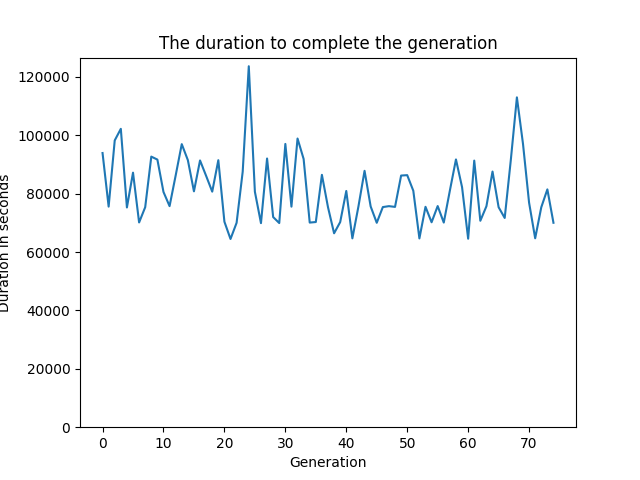 The duration to complete the generation
120000
100000
80000
60000
40000
20000
0
Duration in seconds
0 10 20 30 40 50 60 70
Generation